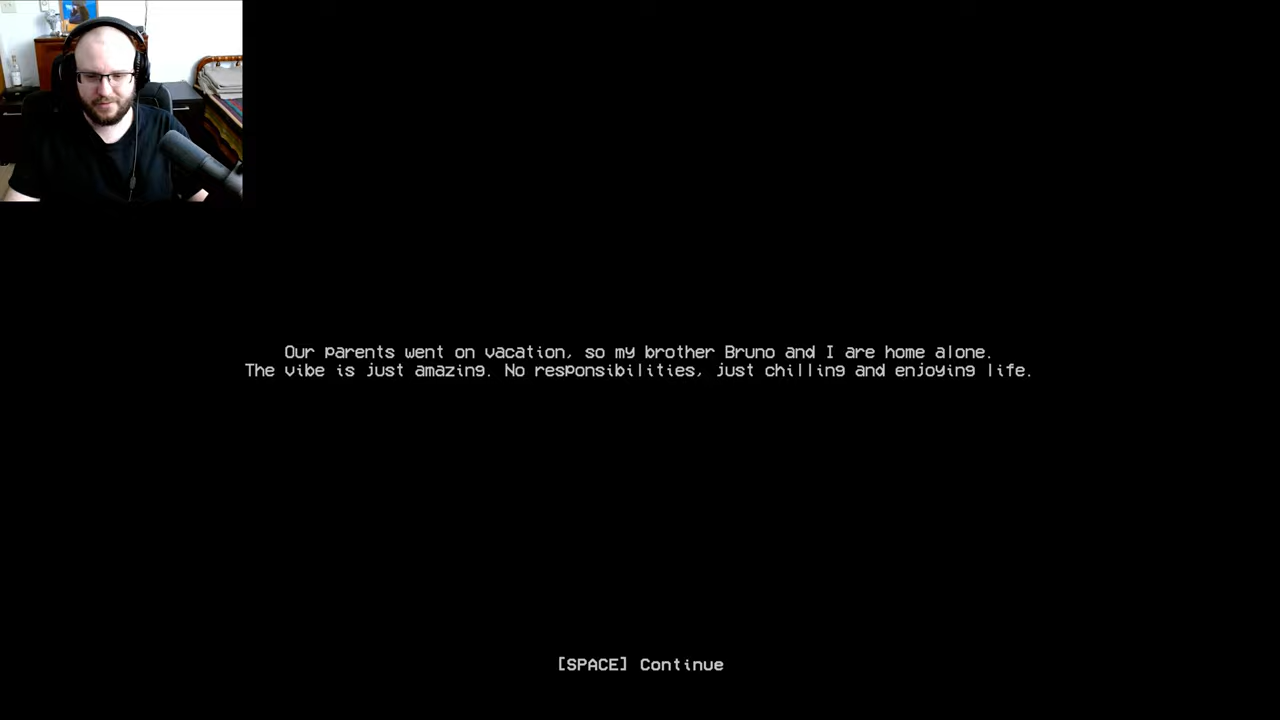 Our parents went on vacation, so my brother Bruno and I are home alone.
The vibe is just amazing. No responsibilities, just chilling and enjoying life.
[SPACE] Continue